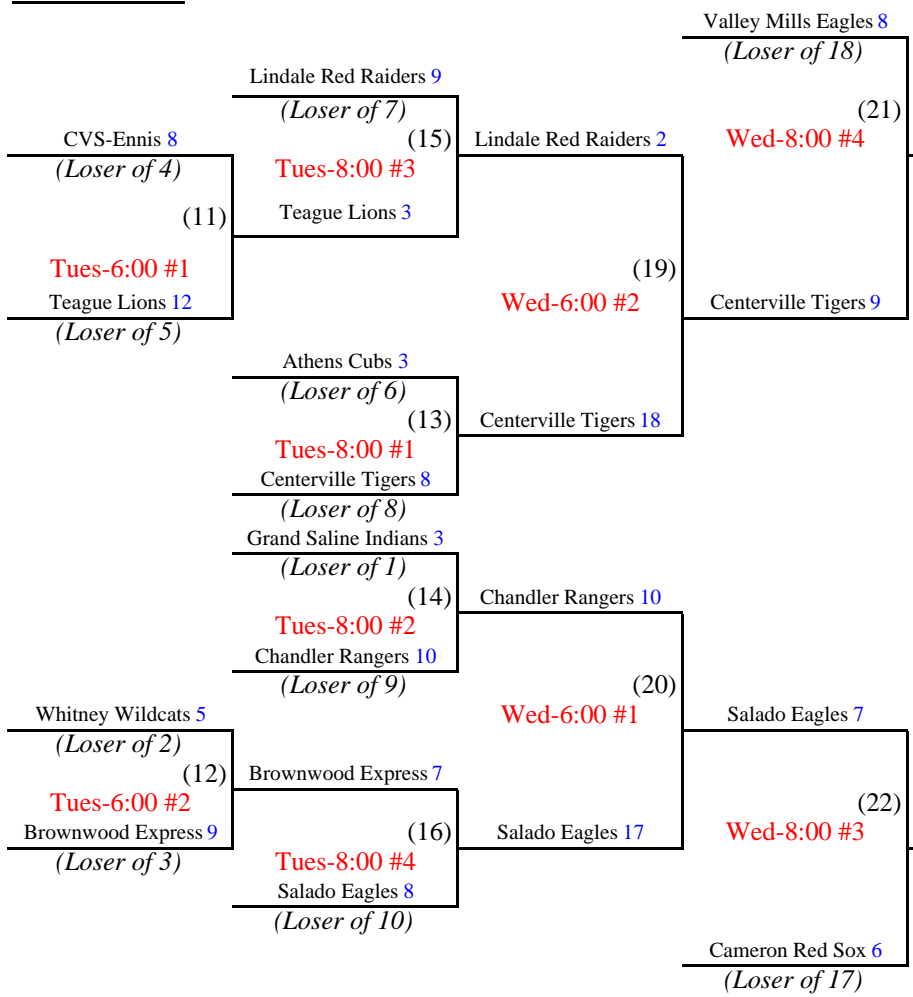 Valley Mills Eagles 8
(Loser of 18)
Lindale Red Raiders 9
(Loser of 7)
(21)
(15)
CVS-Ennis 8
Lindale Red Raiders 2
Wed-8:00 #4
(Loser of 4)
Tues-8:00 #3
(11)
Teague Lions 3
Tues-6:00 #1
(19)
Teague Lions 12
Wed-6:00 #2
Centerville Tigers 9
(Loser of 5)
Athens Cubs 3
(Loser of 6)
(13)
Centerville Tigers 18
Tues-8:00 #1
Centerville Tigers 8
(Loser of 8)
Grand Saline Indians 3
(Loser of 1)
(14)
Chandler Rangers 10
Tues-8:00 #2
Chandler Rangers 10
(Loser of 9)
(20)
Whitney Wildcats 5
Wed-6:00 #1
Salado Eagles 7
(Loser of 2)
(12)
Brownwood Express 7
Tues-6:00 #2
(22)
Brownwood Express 9
(16)
Salado Eagles 17
Wed-8:00 #3
(Loser of 3)
Tues-8:00 #4
Salado Eagles 8
(Loser of 10)
Cameron Red Sox 6
(Loser of 17)